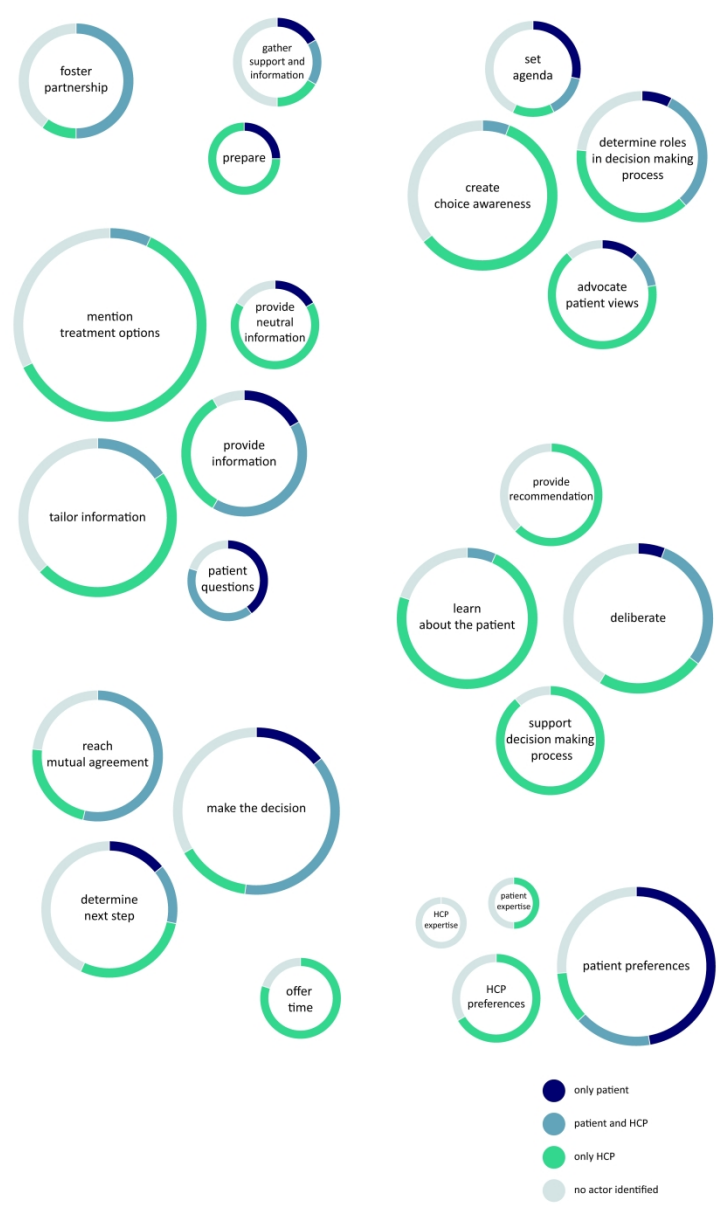 foster
partnership
gather
support and
information
prepare
set
agenda
determine roles
in decision making
process
create
choice awareness
advocate
patient views
mention
treatment options
provide
neutral
information
provide
information
tailor information
patient
questions
provide
recommendation
learn
about the patient
deliberate
support
decision making
process
reach
mutual agreement
make the decision
determine
next step
offer
time
HCP
expertise
patient
expertise
HCP
preferences
patient preferences
only patient
patient and HCP
only HCP
no actor identified